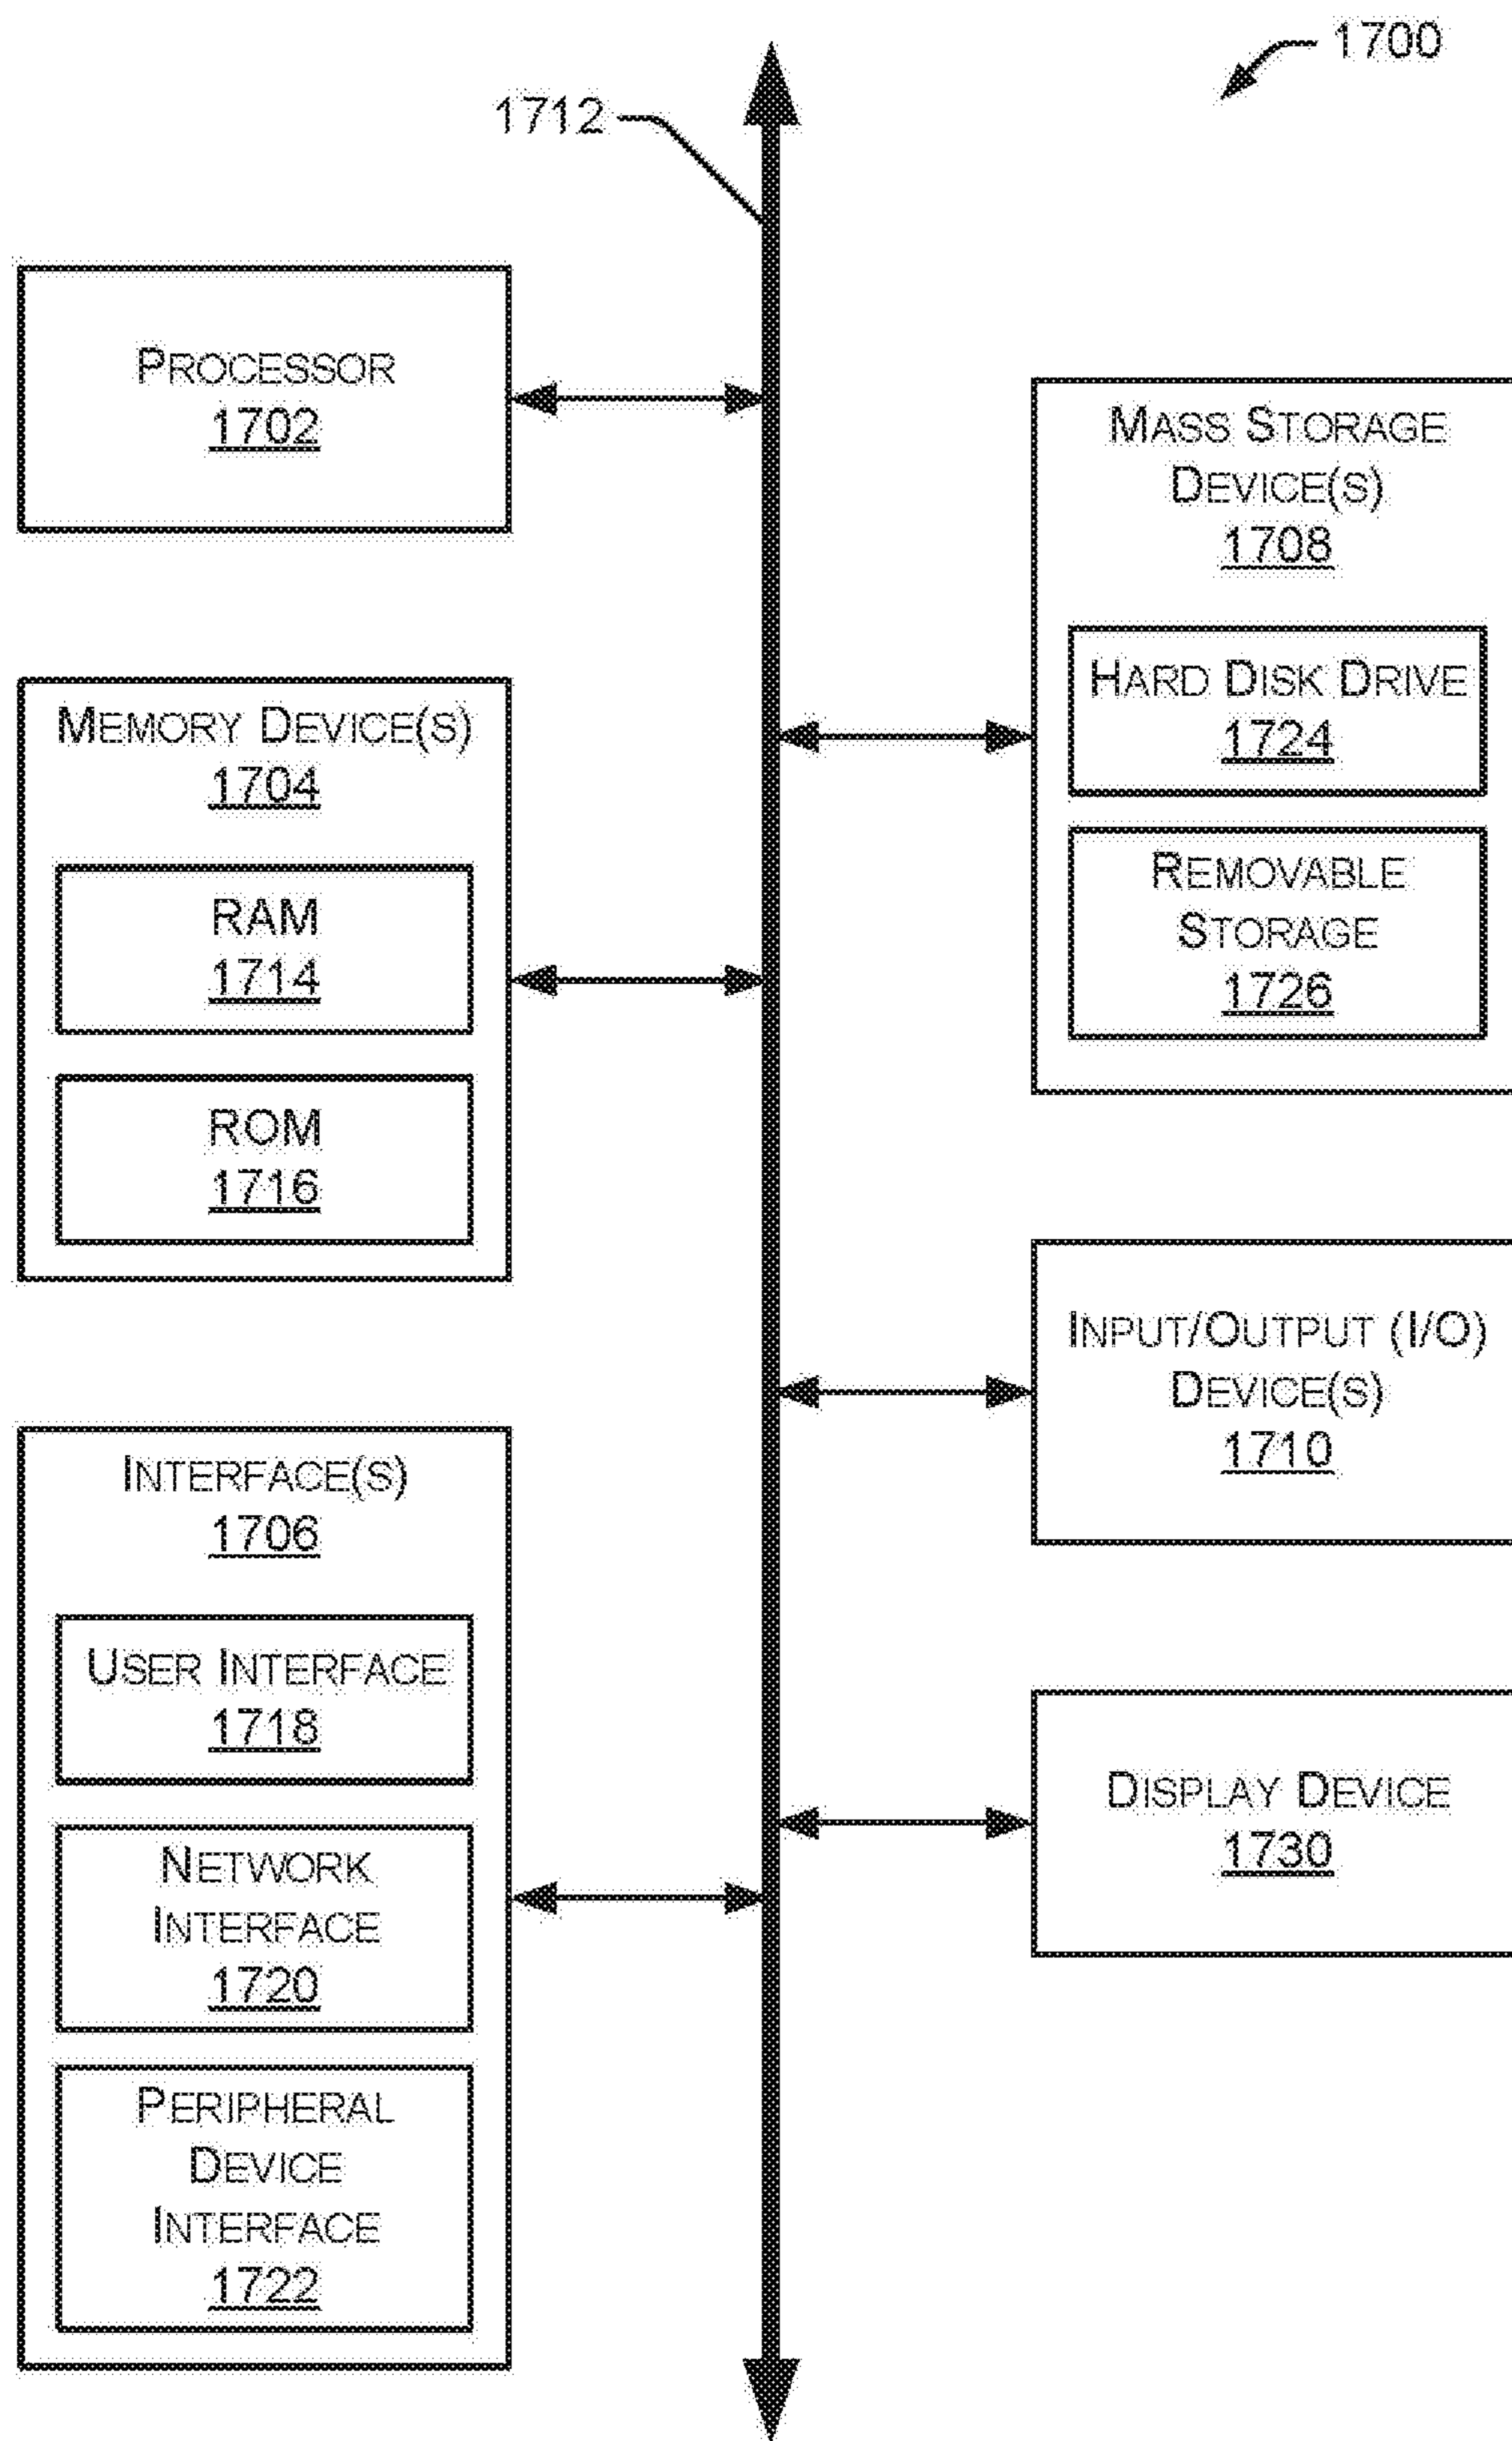 1700
1712
PROCESSOR
1702
MEMORY DEVICE(S)
1704
RAM
1714
ROM
1716
INTERFACE(S)
1706
USER INTERFACE
1718
NETWORK
INTERFACE
1720
PERIPHERAL
DEVICE
INTERFACE
1722
MASS STORAGE
DEVICE(S)
1708
HARD DISK DRIVE
1724
REMOVABLE
STORAGE
1726
INPUT/OUTPUT (I/O)
DEVICE(S)
1710
DISPLAY DEVICE
1730